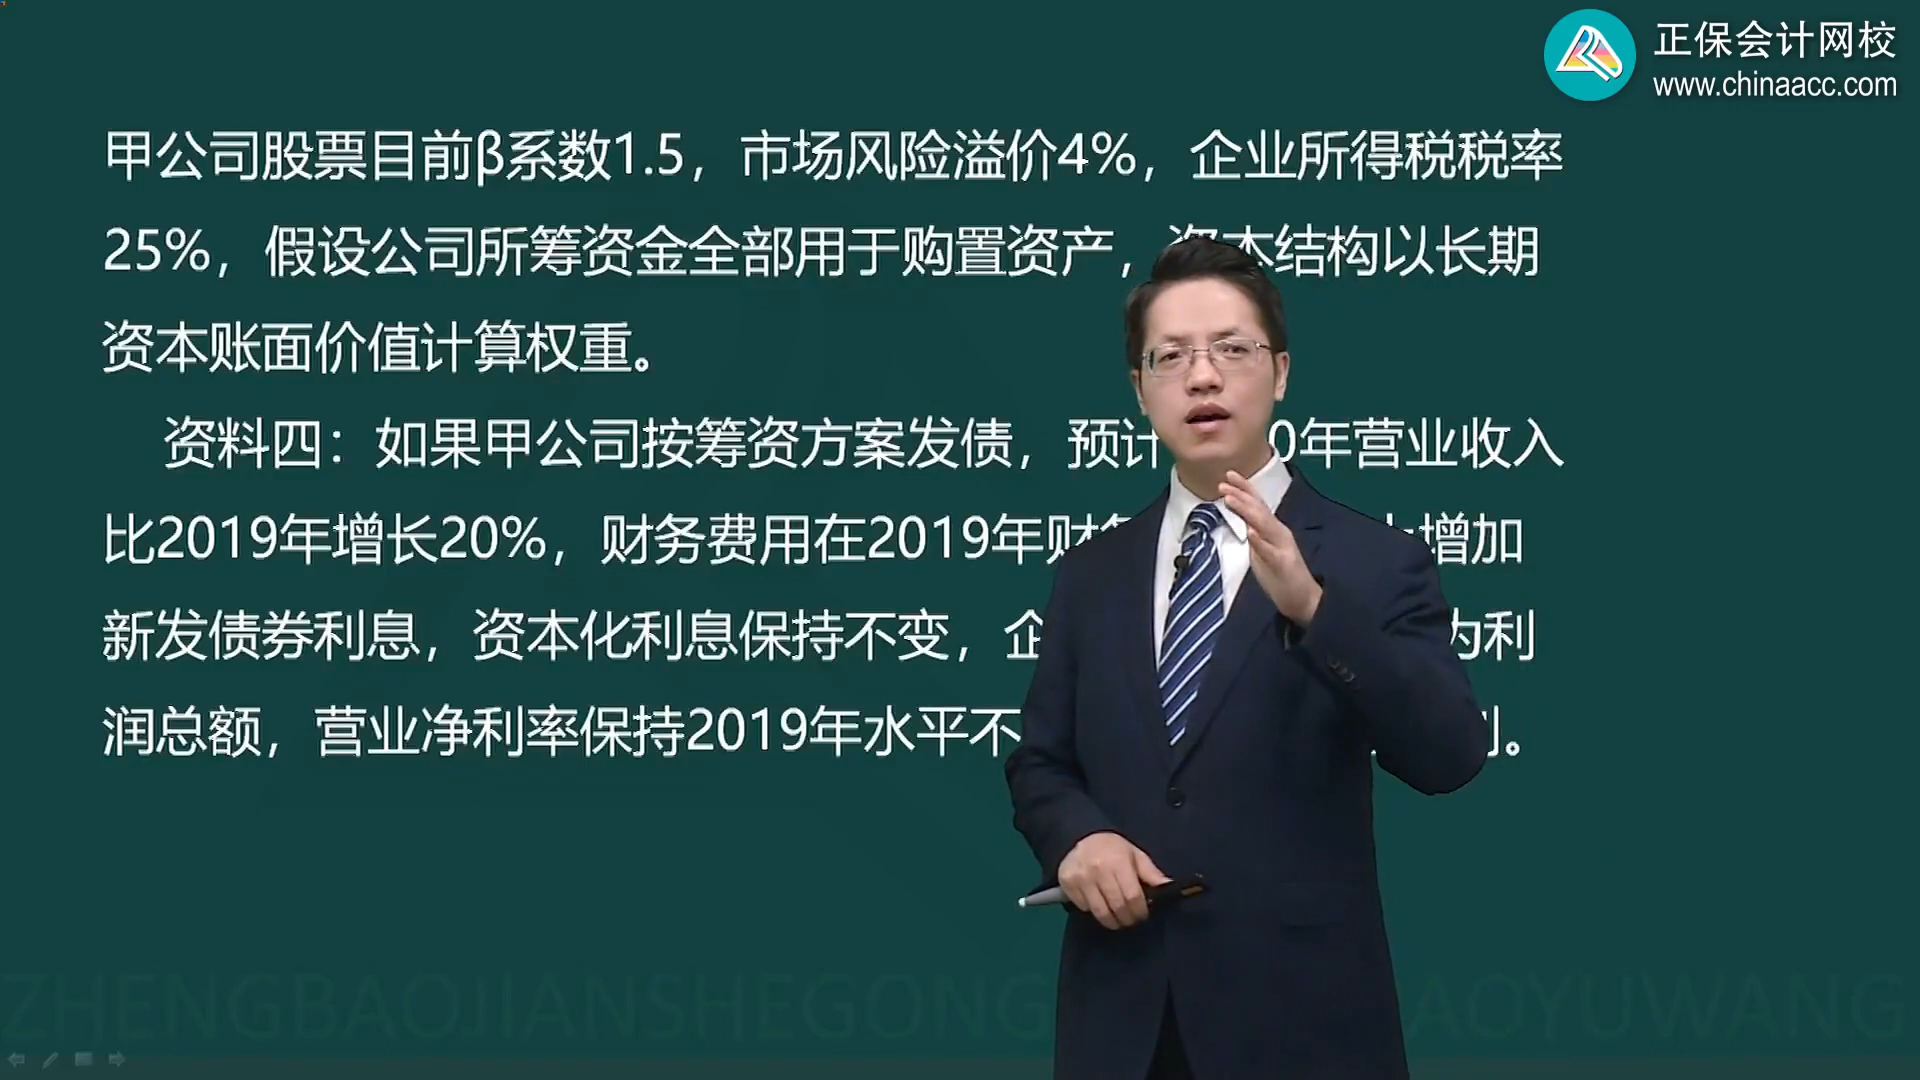 正保会计网校
www.chinaacc.com
甲公司股票目前β系数1.5，市场风险溢价4%，企业所得税税率
25%，假设公司所筹资金全部用于购置资产，资本结构以长期
资本账面价值计算权重。
资料四：如果甲公司按筹资方案发债，预计 0年营业收入
比2019年增长20%，财务费用在2019年财务 增加
新发债券利息，资本化利息保持不变，企 为利
润总额，营业净利率保持2019年水平不 。
ZHENGBAOJIANSHEGONG AOYUWANG